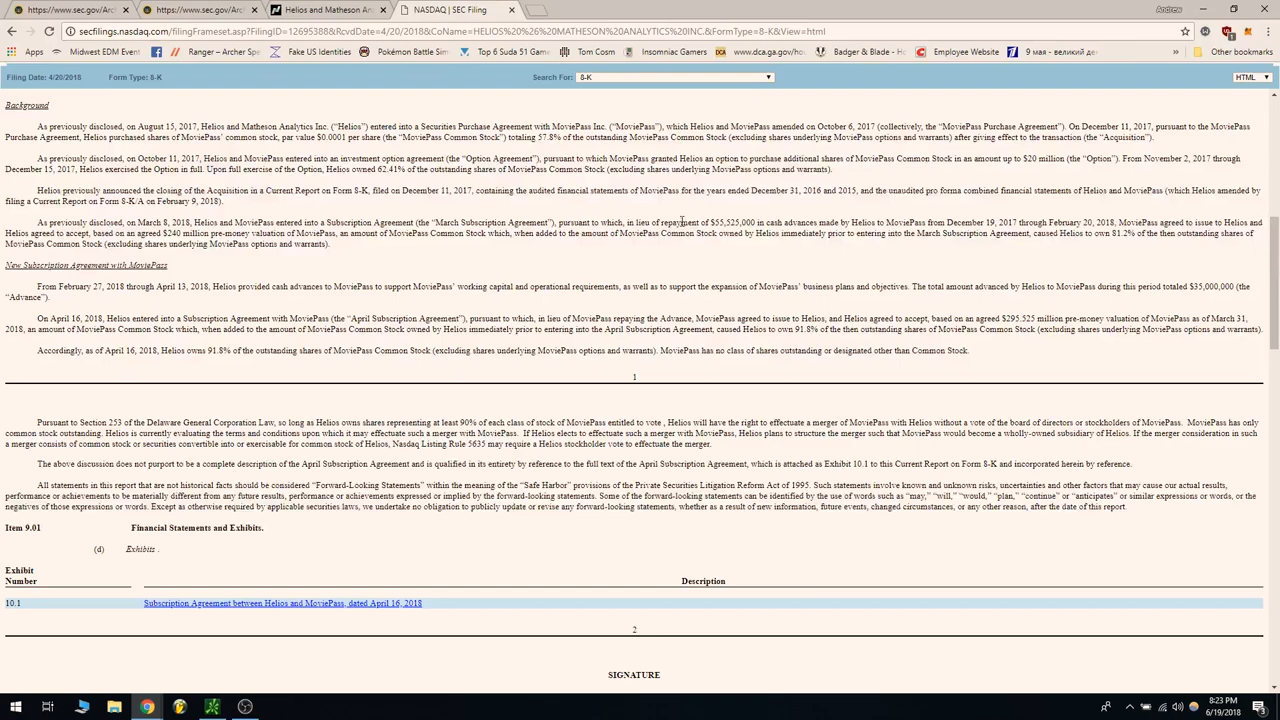 https://www.sec.gov/Ar
https://www.sec.gov/Ar
Helios and Matheson An
NASDAQ | SEC Filing
Andrew
secfilings.nasdaq.com/filingFrameset.asp?FilingID=12695388&RcvdDate=4/20/2018&CoName=HELIOS%20%26%20MATHESON%20ANALYTICS%20INC.&FormType=8-K&View=html
Apps
Midwest EDM Event
Ranger – Archer Spe
Fake US Identities
Pokémon Battle Sim
Top 6 Suda 51 Game
Tom Cosm
Insomniac Games
www.dca.ga.gov/hou
Badger & Blade - H
Employee Website
9 мая - великий де
Other bookmarks
Filing Date: 4/20/2018
Form Type: 8-K
Search For:
8-K
HTML
Background
As previously disclosed, on August 15, 2017, Helios and Matheson Analytics Inc. (“Helios”) entered into a Securities Purchase Agreement with MoviePass Inc. (“MoviePass”), which Helios and MoviePass amended on October 6, 2017 (collectively, the “MoviePass Purchase Agreement”). On December 11, 2017, pursuant to the MoviePass
Purchase Agreement, Helios purchased shares of MoviePass’ common stock, par value $0.0001 per share (the “MoviePass Common Stock”) totaling 57.8% of the outstanding MoviePass Common Stock (excluding shares underlying MoviePass options and warrants) after giving effect to the transaction (the “Acquisition”).
As previously disclosed, on October 11, 2017, Helios and MoviePass entered into an investment option agreement (the “Option Agreement”), pursuant to which MoviePass granted Helios an option to purchase additional shares of MoviePass Common Stock in an amount up to $20 million (the “Option”). From November 2, 2017 through
December 15, 2017, Helios exercised the Option in full. Upon full exercise of the Option, Helios owned 62.41% of the outstanding shares of MoviePass Common Stock (excluding shares underlying MoviePass options and warrants).
Helios previously announced the closing of the Acquisition in a Current Report on Form 8-K, filed on December 11, 2017, containing the audited financial statements of MoviePass for the years ended December 31, 2016 and 2015, and the unaudited pro forma combined financial statements of Helios and MoviePass (which Helios amended by
filing a Current Report on Form 8-K/A on February 9, 2018).
As previously disclosed, on March 8, 2018, Helios and MoviePass entered into a Subscription Agreement (the “March Subscription Agreement”), pursuant to which, in lieu of repayment of $55,525,000 in cash advances made by Helios to MoviePass from December 19, 2017 through February 20, 2018, MoviePass agreed to issue to Helios and
Helios agreed to accept, based on an agreed $240 million pre-money valuation of MoviePass, an amount of MoviePass Common Stock which, when added to the amount of MoviePass Common Stock owned by Helios immediately prior to entering into the March Subscription Agreement, caused Helios to own 81.2% of the then outstanding shares of
MoviePass Common Stock (excluding shares underlying MoviePass options and warrants).
New Subscription Agreement with MoviePass
From February 27, 2018 through April 13, 2018, Helios provided cash advances to MoviePass to support MoviePass’ working capital and operational requirements, as well as to support the expansion of MoviePass’ business plans and objectives. The total amount advanced by Helios to MoviePass during this period totaled $35,000,000 (the
“Advance”).
On April 16, 2018, Helios entered into a Subscription Agreement with MoviePass (the “April Subscription Agreement”), pursuant to which, in lieu of MoviePass repaying the Advance, MoviePass agreed to issue to Helios, and Helios agreed to accept, based on an agreed $295.525 million pre-money valuation of MoviePass as of March 31,
2018, an amount of MoviePass Common Stock which, when added to the amount of MoviePass Common Stock owned by Helios immediately prior to entering into the April Subscription Agreement, caused Helios to own 91.8% of the then outstanding shares of MoviePass Common Stock (excluding shares underlying MoviePass options and warrants).
Accordingly, as of April 16, 2018, Helios owns 91.8% of the outstanding shares of MoviePass Common Stock (excluding shares underlying MoviePass options and warrants). MoviePass has no class of shares outstanding or designated other than Common Stock.
1
Pursuant to Section 253 of the Delaware General Corporation Law, so long as Helios owns shares representing at least 90% of each class of stock of MoviePass entitled to vote , Helios will have the right to effectuate a merger of MoviePass with Helios without a vote of the board of directors or stockholders of MoviePass. MoviePass has only
common stock outstanding. Helios is currently evaluating the terms and conditions upon which it may effectuate such a merger with MoviePass. If Helios elects to effectuate such a merger with MoviePass, Helios plans to structure the merger such that MoviePass would become a wholly-owned subsidiary of Helios. If the merger consideration in such
a merger consists of common stock or securities convertible into or exercisable for common stock of Helios, Nasdaq Listing Rule 5635 may require a Helios stockholder vote to effectuate the merger.
The above discussion does not purport to be a complete description of the April Subscription Agreement and is qualified in its entirety by reference to the full text of the April Subscription Agreement, which is attached as Exhibit 10.1 to this Current Report on Form 8-K and incorporated herein by reference.
All statements in this report that are not historical facts should be considered “Forward-Looking Statements” within the meaning of the “Safe Harbor” provisions of the Private Securities Litigation Reform Act of 1995. Such statements involve known and unknown risks, uncertainties and other factors that may cause our actual results,
performance or achievements to be materially different from any future results, performance or achievements expressed or implied by the forward-looking statements. Some of the forward-looking statements can be identified by the use of words such as “may,” “will,” “would,” “plan,” “continue” or “anticipates” or similar expressions or words, or the
negatives of those expressions or words. Except as otherwise required by applicable securities laws, we undertake no obligation to publicly update or revise any forward-looking statements, whether as a result of new information, future events, changed circumstances, or any other reason, after the date of this report.
Item 9.01 Financial Statements and Exhibits.
(d) Exhibits .
Exhibit
Number Description
10.1 Subscription Agreement between Helios and MoviePass, dated April 16, 2018
2
SIGNATURE
8:23 PM
6/19/2018